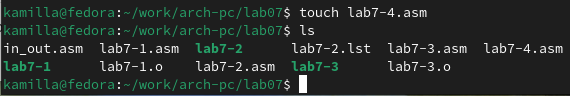 kamilla@fedora:~/work/arch-pc/lab07$ touch lab7-4.asm
kamilla@fedora:~/work/arch-pc/lab07$ ls
in_out.asm lab7-1.asm lab7-2 lab7-2.lst lab7-3.asm lab7-4.asm
lab7-1 lab7-1.o lab7-2.asm lab7-3 lab7-3.o
kamilla@fedora:~/work/arch-pc/lab07$